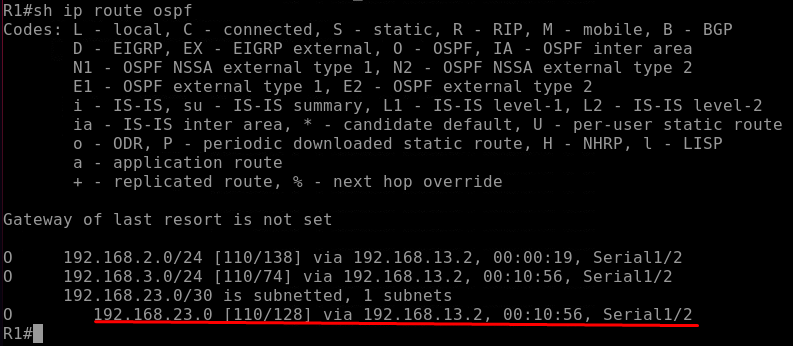 R1#sh ip route ospf
Codes: L - local, C - connected, S - static, R - RIP, M - mobile, B - BGP
       D - EIGRP, EX - EIGRP external, O - OSPF, IA - OSPF inter area
       N1 - OSPF NSSA external type 1, N2 - OSPF NSSA external type 2
       E1 - OSPF external type 1, E2 - OSPF external type 2
       i - IS-IS, su - IS-IS summary, L1 - IS-IS level-1, L2 - IS-IS level-2
       ia - IS-IS inter area, * - candidate default, U - per-user static route
       o - ODR, P - periodic downloaded static route, H - NHRP, l - LISP
       a - application route
       + - replicated route, % - next hop override
Gateway of last resort is not set
O     192.168.2.0/24 [110/138] via 192.168.13.2, 00:00:19, Serial1/2
O     192.168.3.0/24 [110/74] via 192.168.13.2, 00:10:56, Serial1/2
      192.168.23.0/30 is subnetted, 1 subnets
O        192.168.23.0 [110/128] via 192.168.13.2, 00:10:56, Serial1/2
R1#